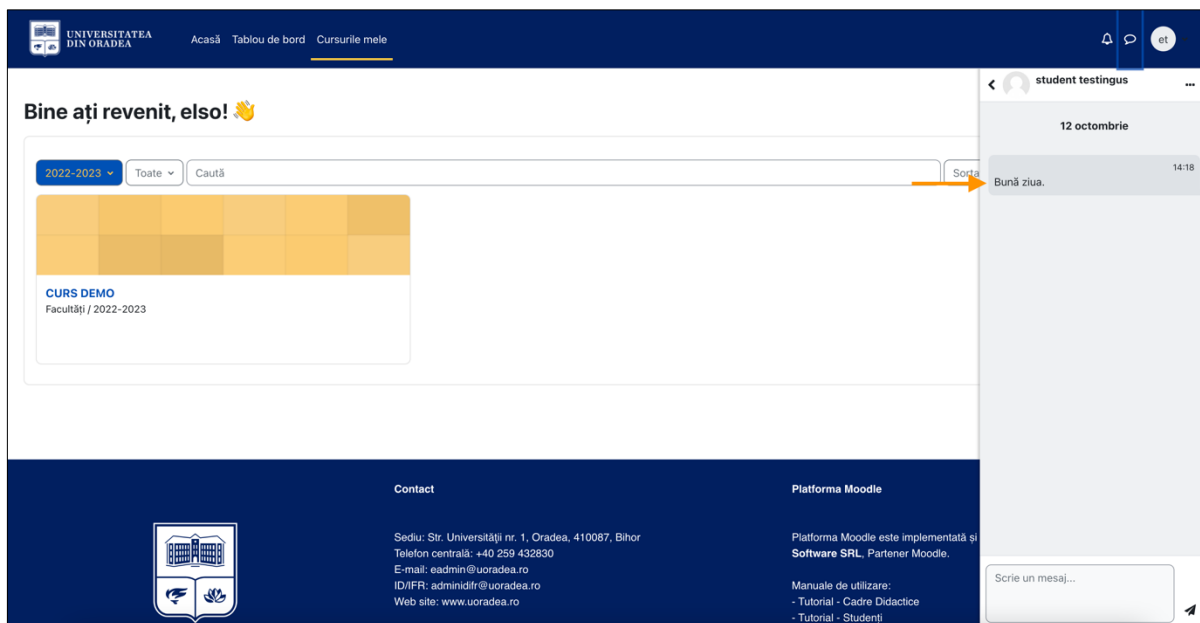 UNIVERSITATEA
DIN ORADEA
Acasă Tablou de bord Cursurile mele
et
Bine ați revenit, elso! 👋
2022-2023 Toate Caută Sorta
CURS DEMO
Facultăți / 2022-2023
student testingus
12 octombrie
14:18
Bună ziua.
Scrie un mesaj...
Contact
Sediu: Str. Universităţii nr. 1, Oradea, 410087, Bihor
Telefon centrală: +40 259 432830
E-mail: eadmin@uoradea.ro
ID/IFR: adminidifr@uoradea.ro
Web site: www.uoradea.ro
Platforma Moodle
Platforma Moodle este implementată și
Software SRL, Partener Moodle.
Manuale de utilizare:
- Tutorial - Cadre Didactice
- Tutorial - Studenți